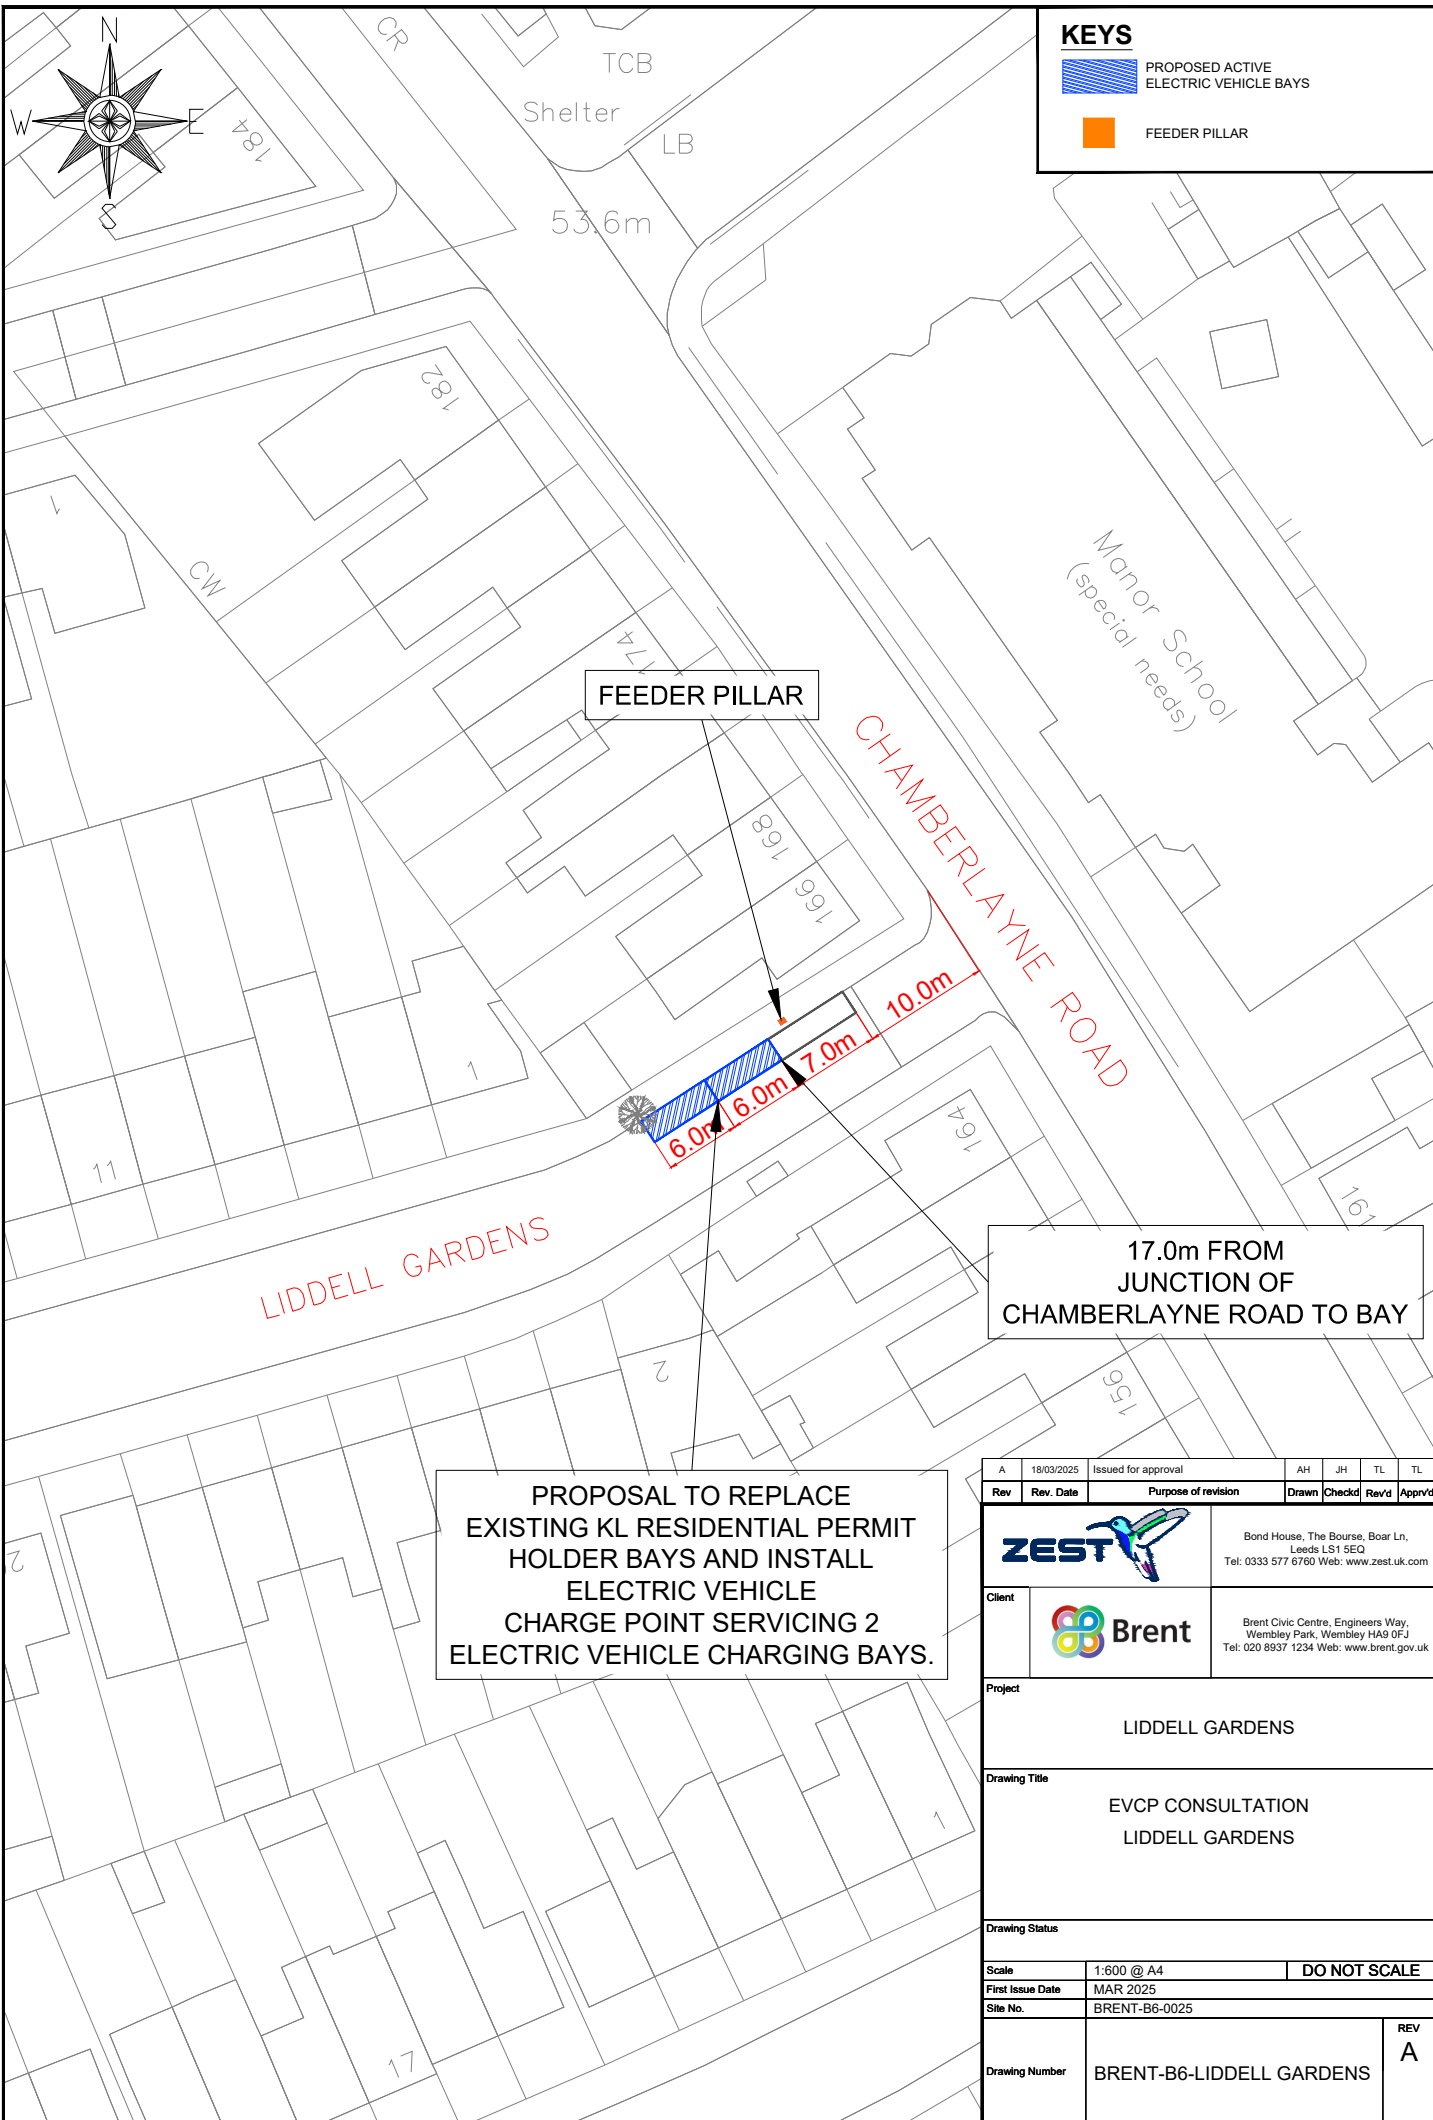 KEYS
PROPOSED ACTIVE
ELECTRIC VEHICLE BAYS
FEEDER PILLAR
N
W
E
S
CR
TCB
Shelter
LB
53.6m
184
182
1
CW
174
Manor School
(special needs)
FEEDER PILLAR
CHAMBERLAYNE ROAD
168
166
10.0m
7.0m
6.0m
6.0m
1
11
164
161
LIDDELL GARDENS
17.0m FROM
JUNCTION OF
CHAMBERLAYNE ROAD TO BAY
2
156
PROPOSAL TO REPLACE
EXISTING KL RESIDENTIAL PERMIT
HOLDER BAYS AND INSTALL
ELECTRIC VEHICLE
CHARGE POINT SERVICING 2
ELECTRIC VEHICLE CHARGING BAYS.
1
17
A 18/03/2025 Issued for approval AH JH TL TL
Rev Rev. Date Purpose of revision Drawn Checkd Rev'd Apprv'd
ZEST
Bond House, The Bourse, Boar Ln,
Leeds LS1 5EQ
Tel: 0333 577 6760 Web: www.zest.uk.com
Client
Brent
Brent Civic Centre, Engineers Way,
Wembley Park, Wembley HA9 0FJ
Tel: 020 8937 1234 Web: www.brent.gov.uk
Project
LIDDELL GARDENS
Drawing Title
EVCP CONSULTATION
LIDDELL GARDENS
Drawing Status
Scale 1:600 @ A4 DO NOT SCALE
First Issue Date MAR 2025
Site No. BRENT-B6-0025
Drawing Number BRENT-B6-LIDDELL GARDENS
REV
A